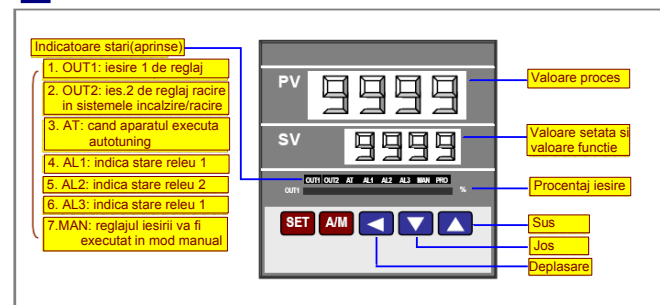 Indicatoare stari(aprinse)
1. OUT1: iesire 1 de reglaj
2. OUT2: ies.2 de reglaj racire
in sistemele incalzire/racire
3. AT: cand aparatul executa
autotuning
4. AL1: indica stare releu 1
5. AL2: indica stare releu 2
6. AL3: indica stare releu 1
7.MAN: reglajul iesirii va fi
executat in mod manual
PV
9999
SV
9999
OUT1 OUT2 AT AL1 AL2 AL3 MAN PRO
OUT1
%
SET
A/M
Valoare proces
Valoare setata si
valoare functie
Procentaj iesire
Sus
Jos
Deplasare